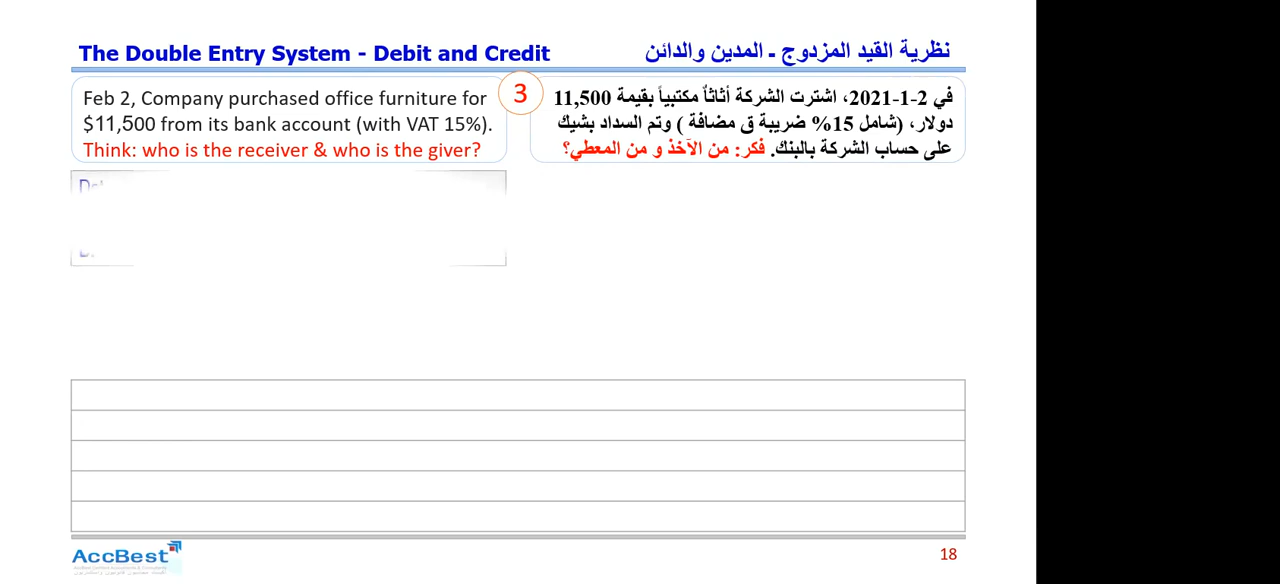 The Double Entry System - Debit and Credit
نظرية القيد المزدوج - المدين والدائن
Feb 2, Company purchased office furniture for
$11,500 from its bank account (with VAT 15%).
Think: who is the receiver & who is the giver?
3
في 2-1-2021، اشترت الشركة أثاثاً مكتبياً بقيمة 11,500
دولار، (شامل 15% ضريبة ق مضافة ) وتم السداد بشيك
على حساب الشركة بالبنك. فكر: من الآخذ و من المعطي؟
AccBest
18